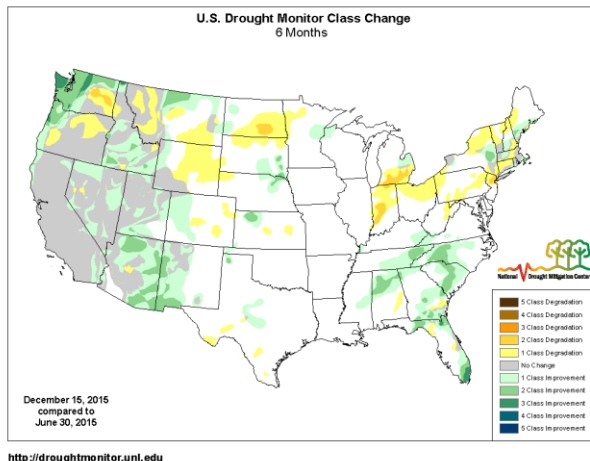 U.S. Drought Monitor Class Change
6 Months
National Drought Mitigation Center
5 Class Degradation
4 Class Degradation
3 Class Degradation
2 Class Degradation
1 Class Degradation
No Change
1 Class Improvement
2 Class Improvement
3 Class Improvement
4 Class Improvement
5 Class Improvement
December 15, 2015
compared to
June 30, 2015
http://droughtmonitor.unl.edu